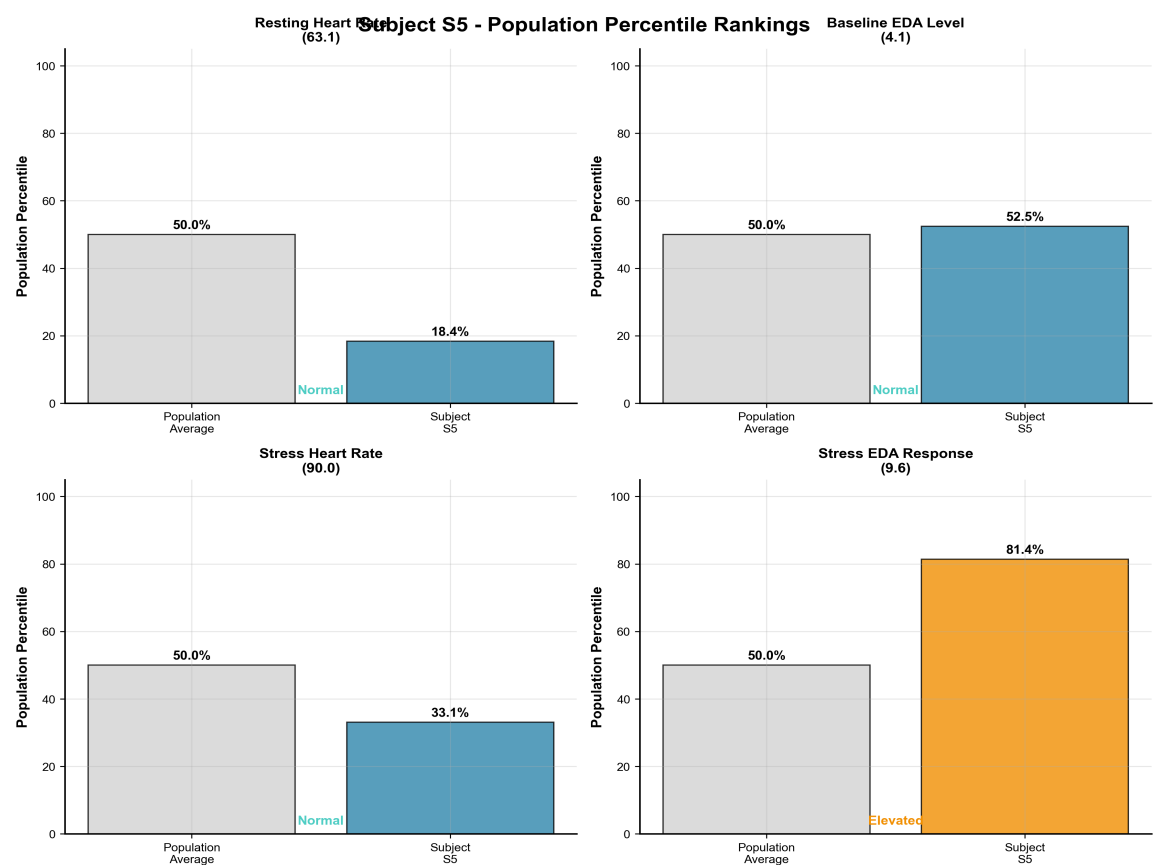 Subject S5 - Population Percentile Rankings
Resting Heart Rate
(63.1)
Population Percentile
100
80
60
40
20
0
50.0%
18.4%
Normal
Population
Average
Subject
S5
Baseline EDA Level
(4.1)
Population Percentile
100
80
60
40
20
0
50.0%
52.5%
Normal
Population
Average
Subject
S5
Stress Heart Rate
(90.0)
Population Percentile
100
80
60
40
20
0
50.0%
33.1%
Normal
Population
Average
Subject
S5
Stress EDA Response
(9.6)
Population Percentile
100
80
60
40
20
0
50.0%
81.4%
Elevated
Population
Average
Subject
S5